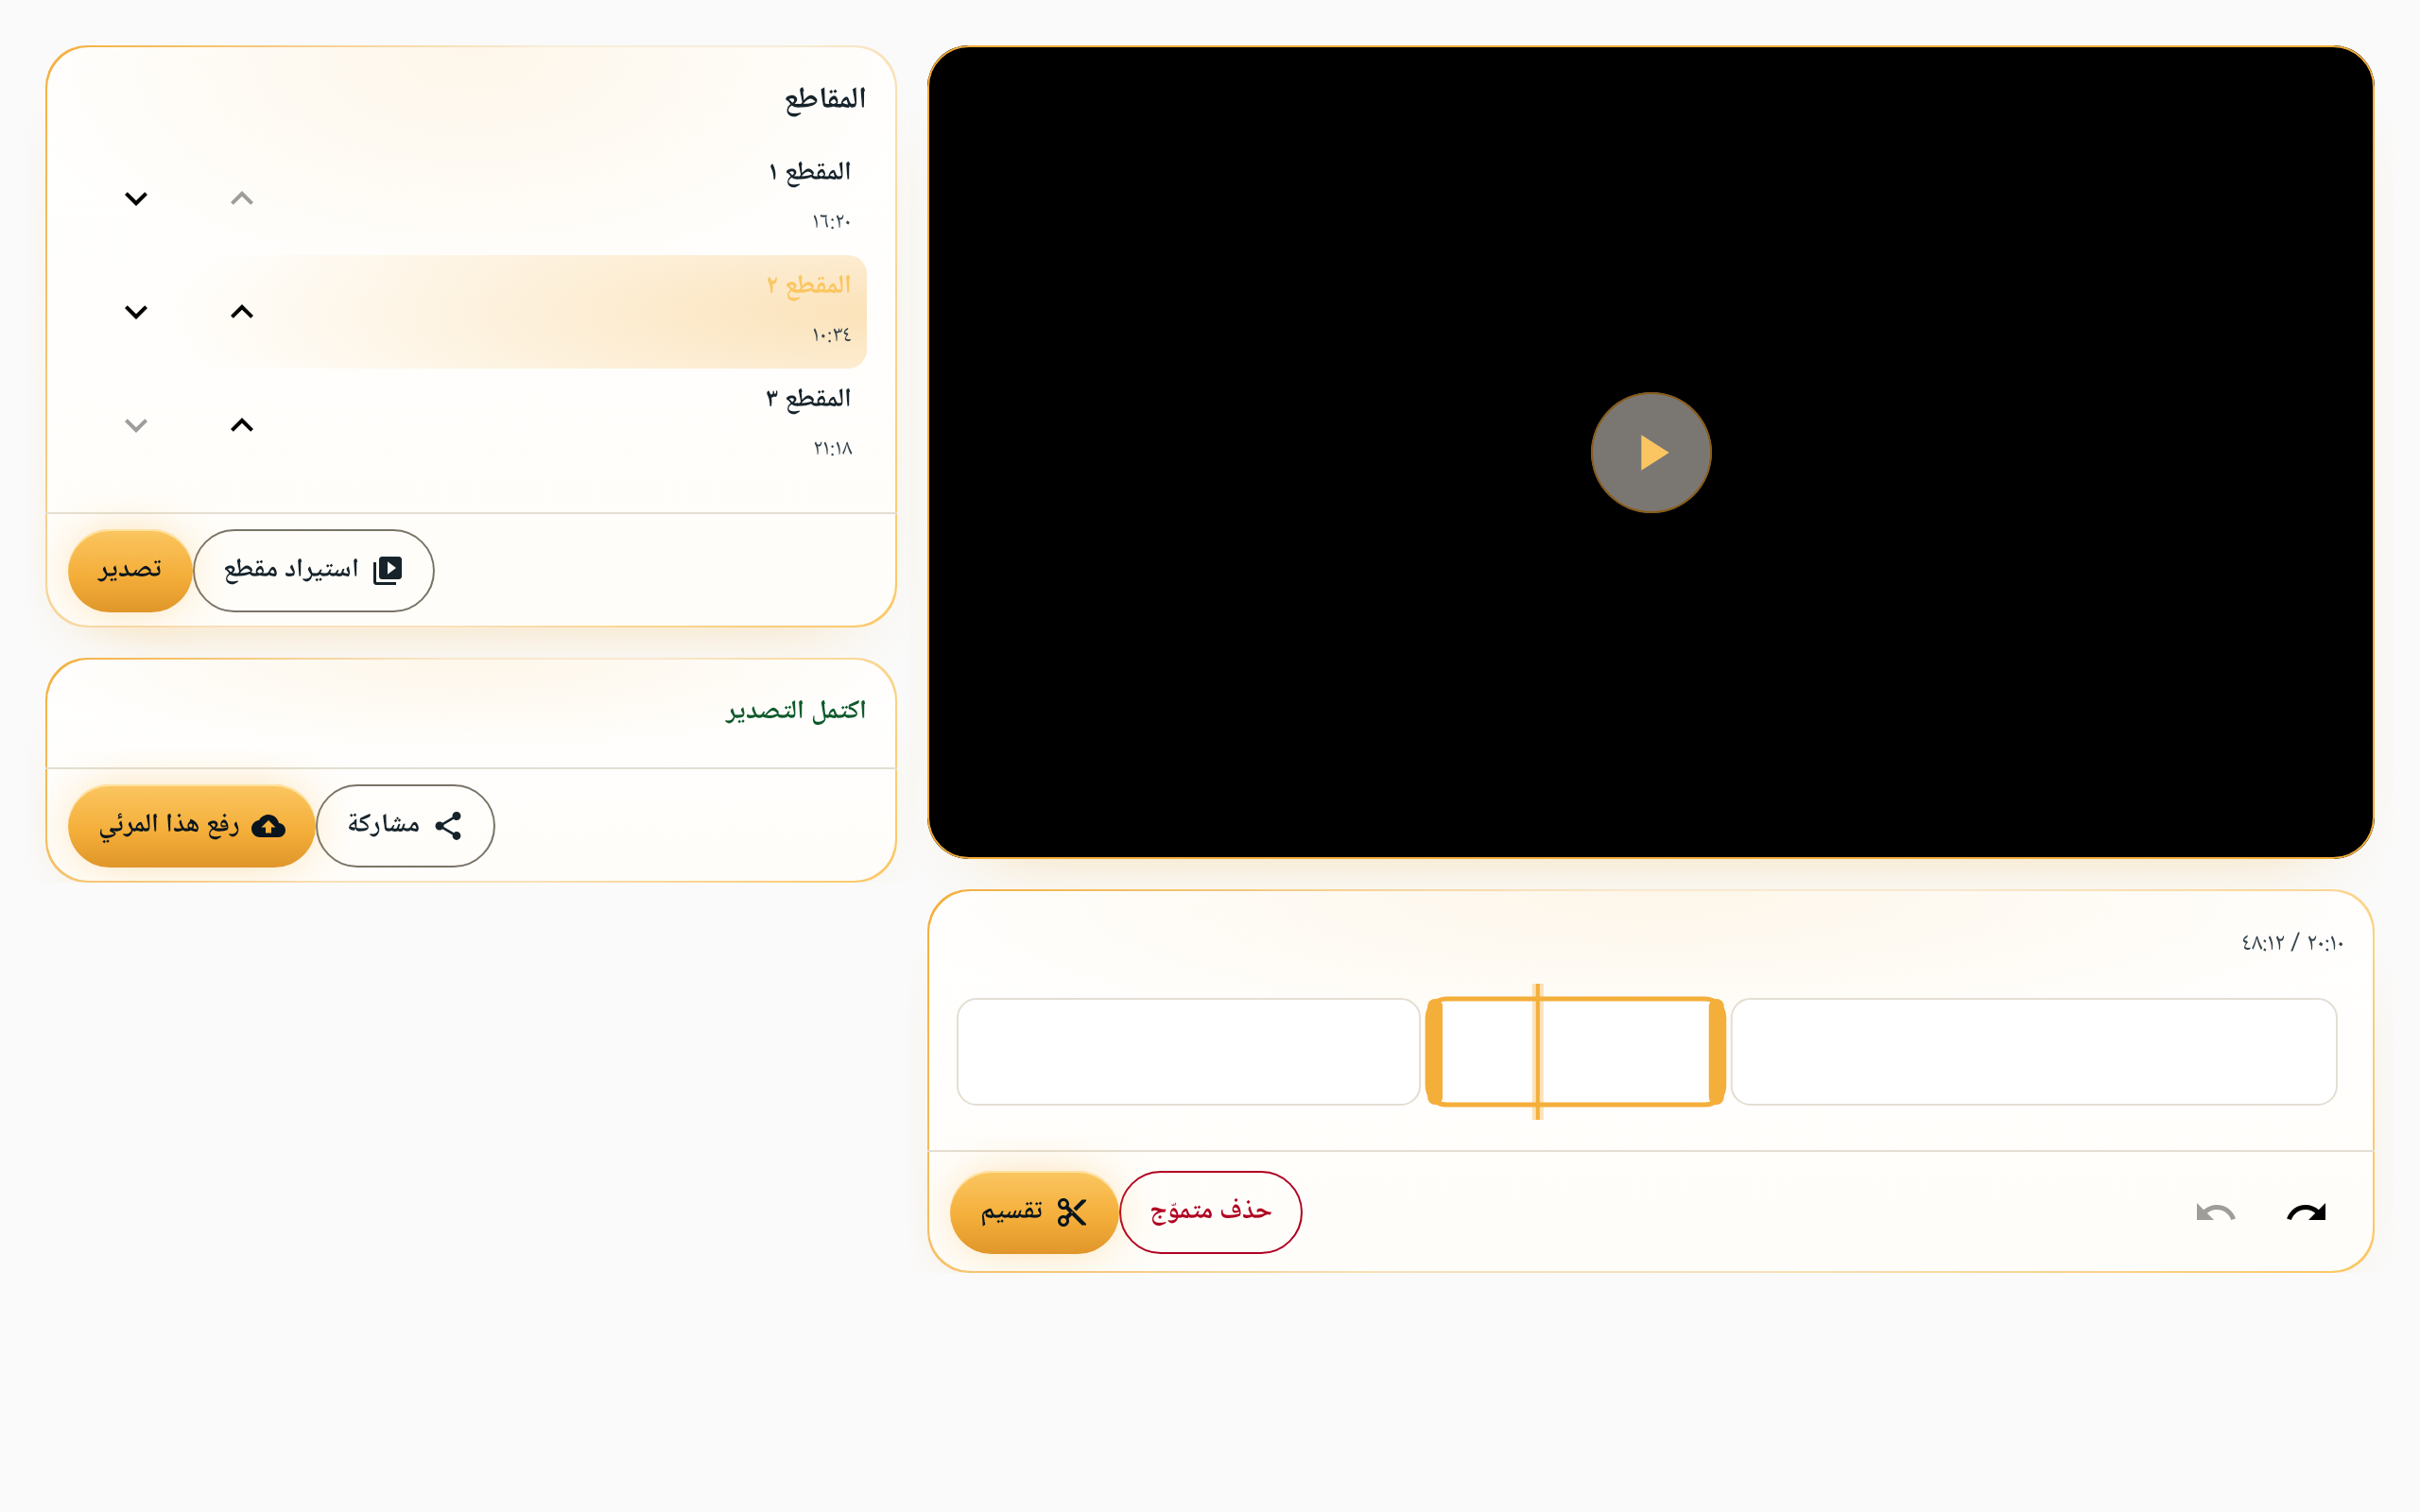 المقاطع
المقطع ١
١٦:٢٠
المقطع ٢
١٠:٣٤
المقطع ٣
٢١:١٨
استيراد مقطع
تصدير
اكتمل التصدير
مشاركة
رفع هذا المرئي
٢٠:١٠ / ٤٨:١٢
حذف متموّج
تقسيم